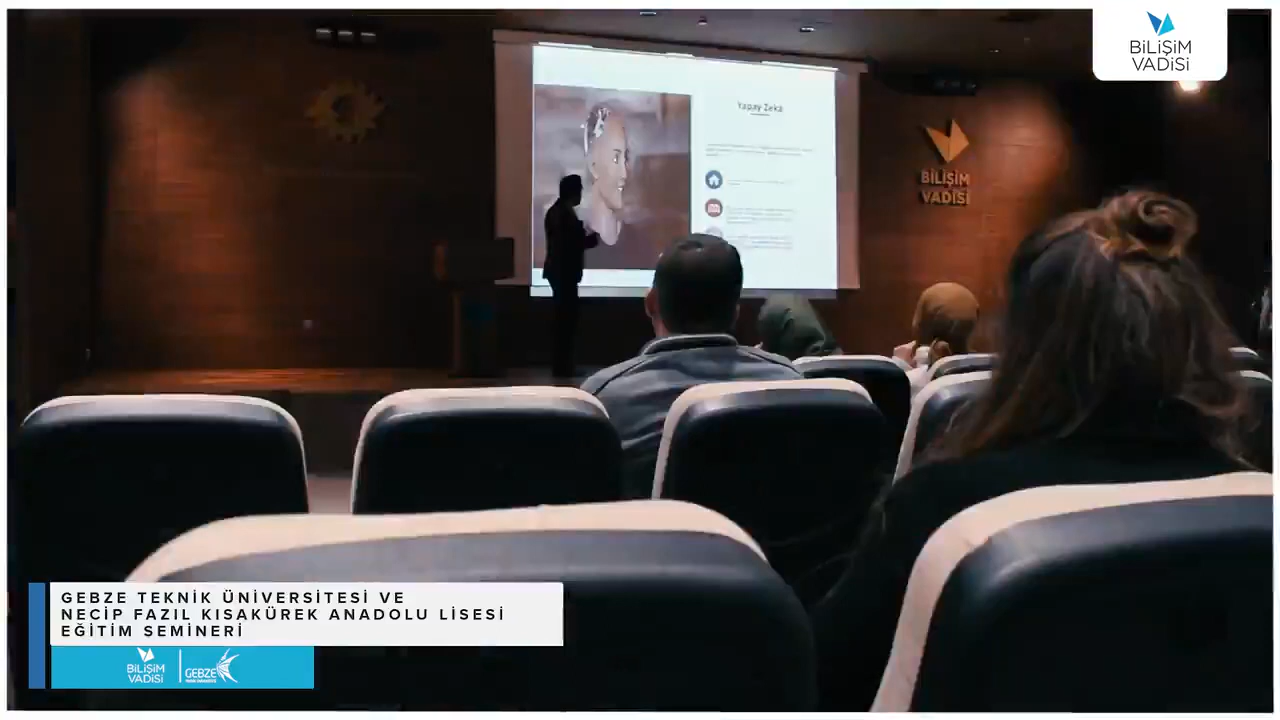 BİLİŞİM
VADİSİ
Yapay Zeka
BİLİŞİM
VADİSİ
GEBZE TEKNİK ÜNİVERSİTESİ VE
NECİP FAZIL KISAKÜREK ANADOLU LİSESİ
EĞİTİM SEMİNERİ
BİLİŞİM
VADİSİ
GEBZE